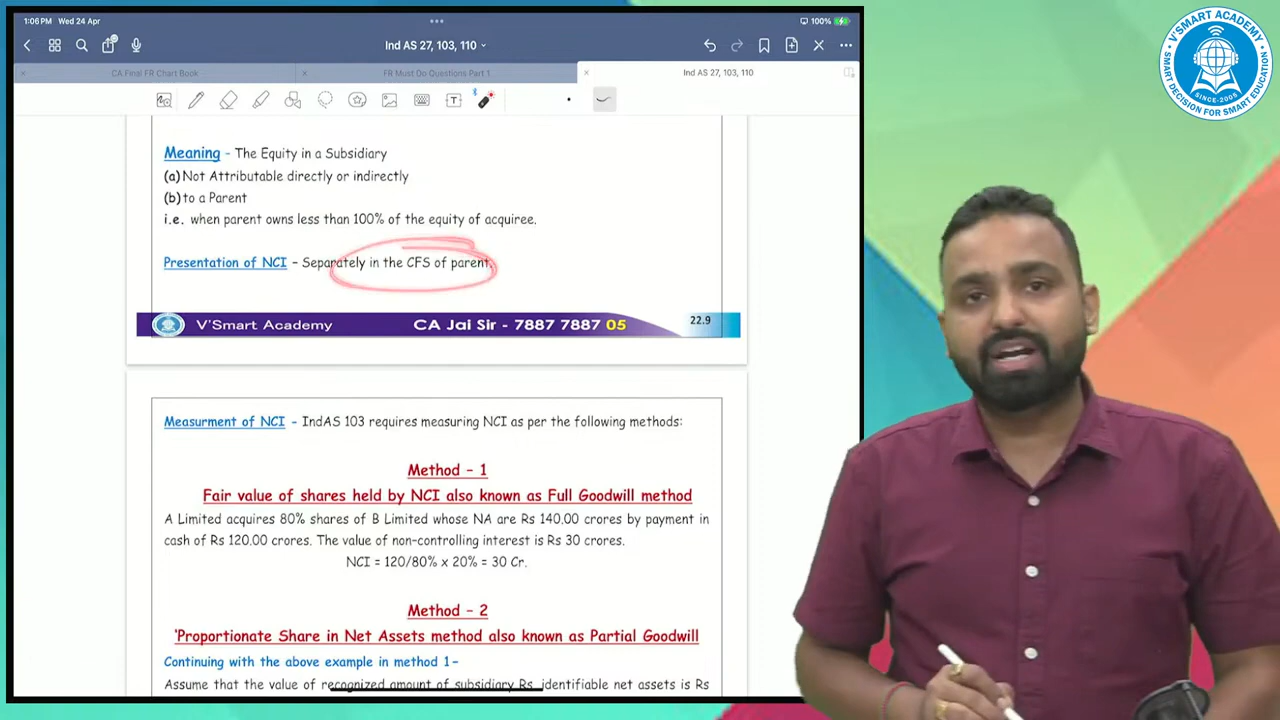 1:06 PM Wed 24 Apr
100%
Ind AS 27, 103, 110
CA Final FR Chart Book
FR Must Do Questions Part 1
Ind AS 27, 103, 110
Meaning - The Equity in a Subsidiary
(a) Not Attributable directly or indirectly
(b) to a Parent
i.e. when parent owns less than 100% of the equity of acquiree.
Presentation of NCI – Separately in the CFS of parent.
V'Smart Academy
CA Jai Sir - 7887 7887 05
22.9
Measurment of NCI - IndAS 103 requires measuring NCI as per the following methods:
Method - 1
Fair value of shares held by NCI also known as Full Goodwill method
A Limited acquires 80% shares of B Limited whose NA are Rs 140.00 crores by payment in
cash of Rs 120.00 crores. The value of non-controlling interest is Rs 30 crores.
NCI = 120/80% x 20% = 30 Cr.
Method - 2
'Proportionate Share in Net Assets method also known as Partial Goodwill
Continuing with the above example in method 1-
Assume that the value of recognized amount of subsidiary Rs. identifiable net assets is Rs
V'SMART ACADEMY
SINCE-2005
SMART DECISION FOR SMART EDUCATION